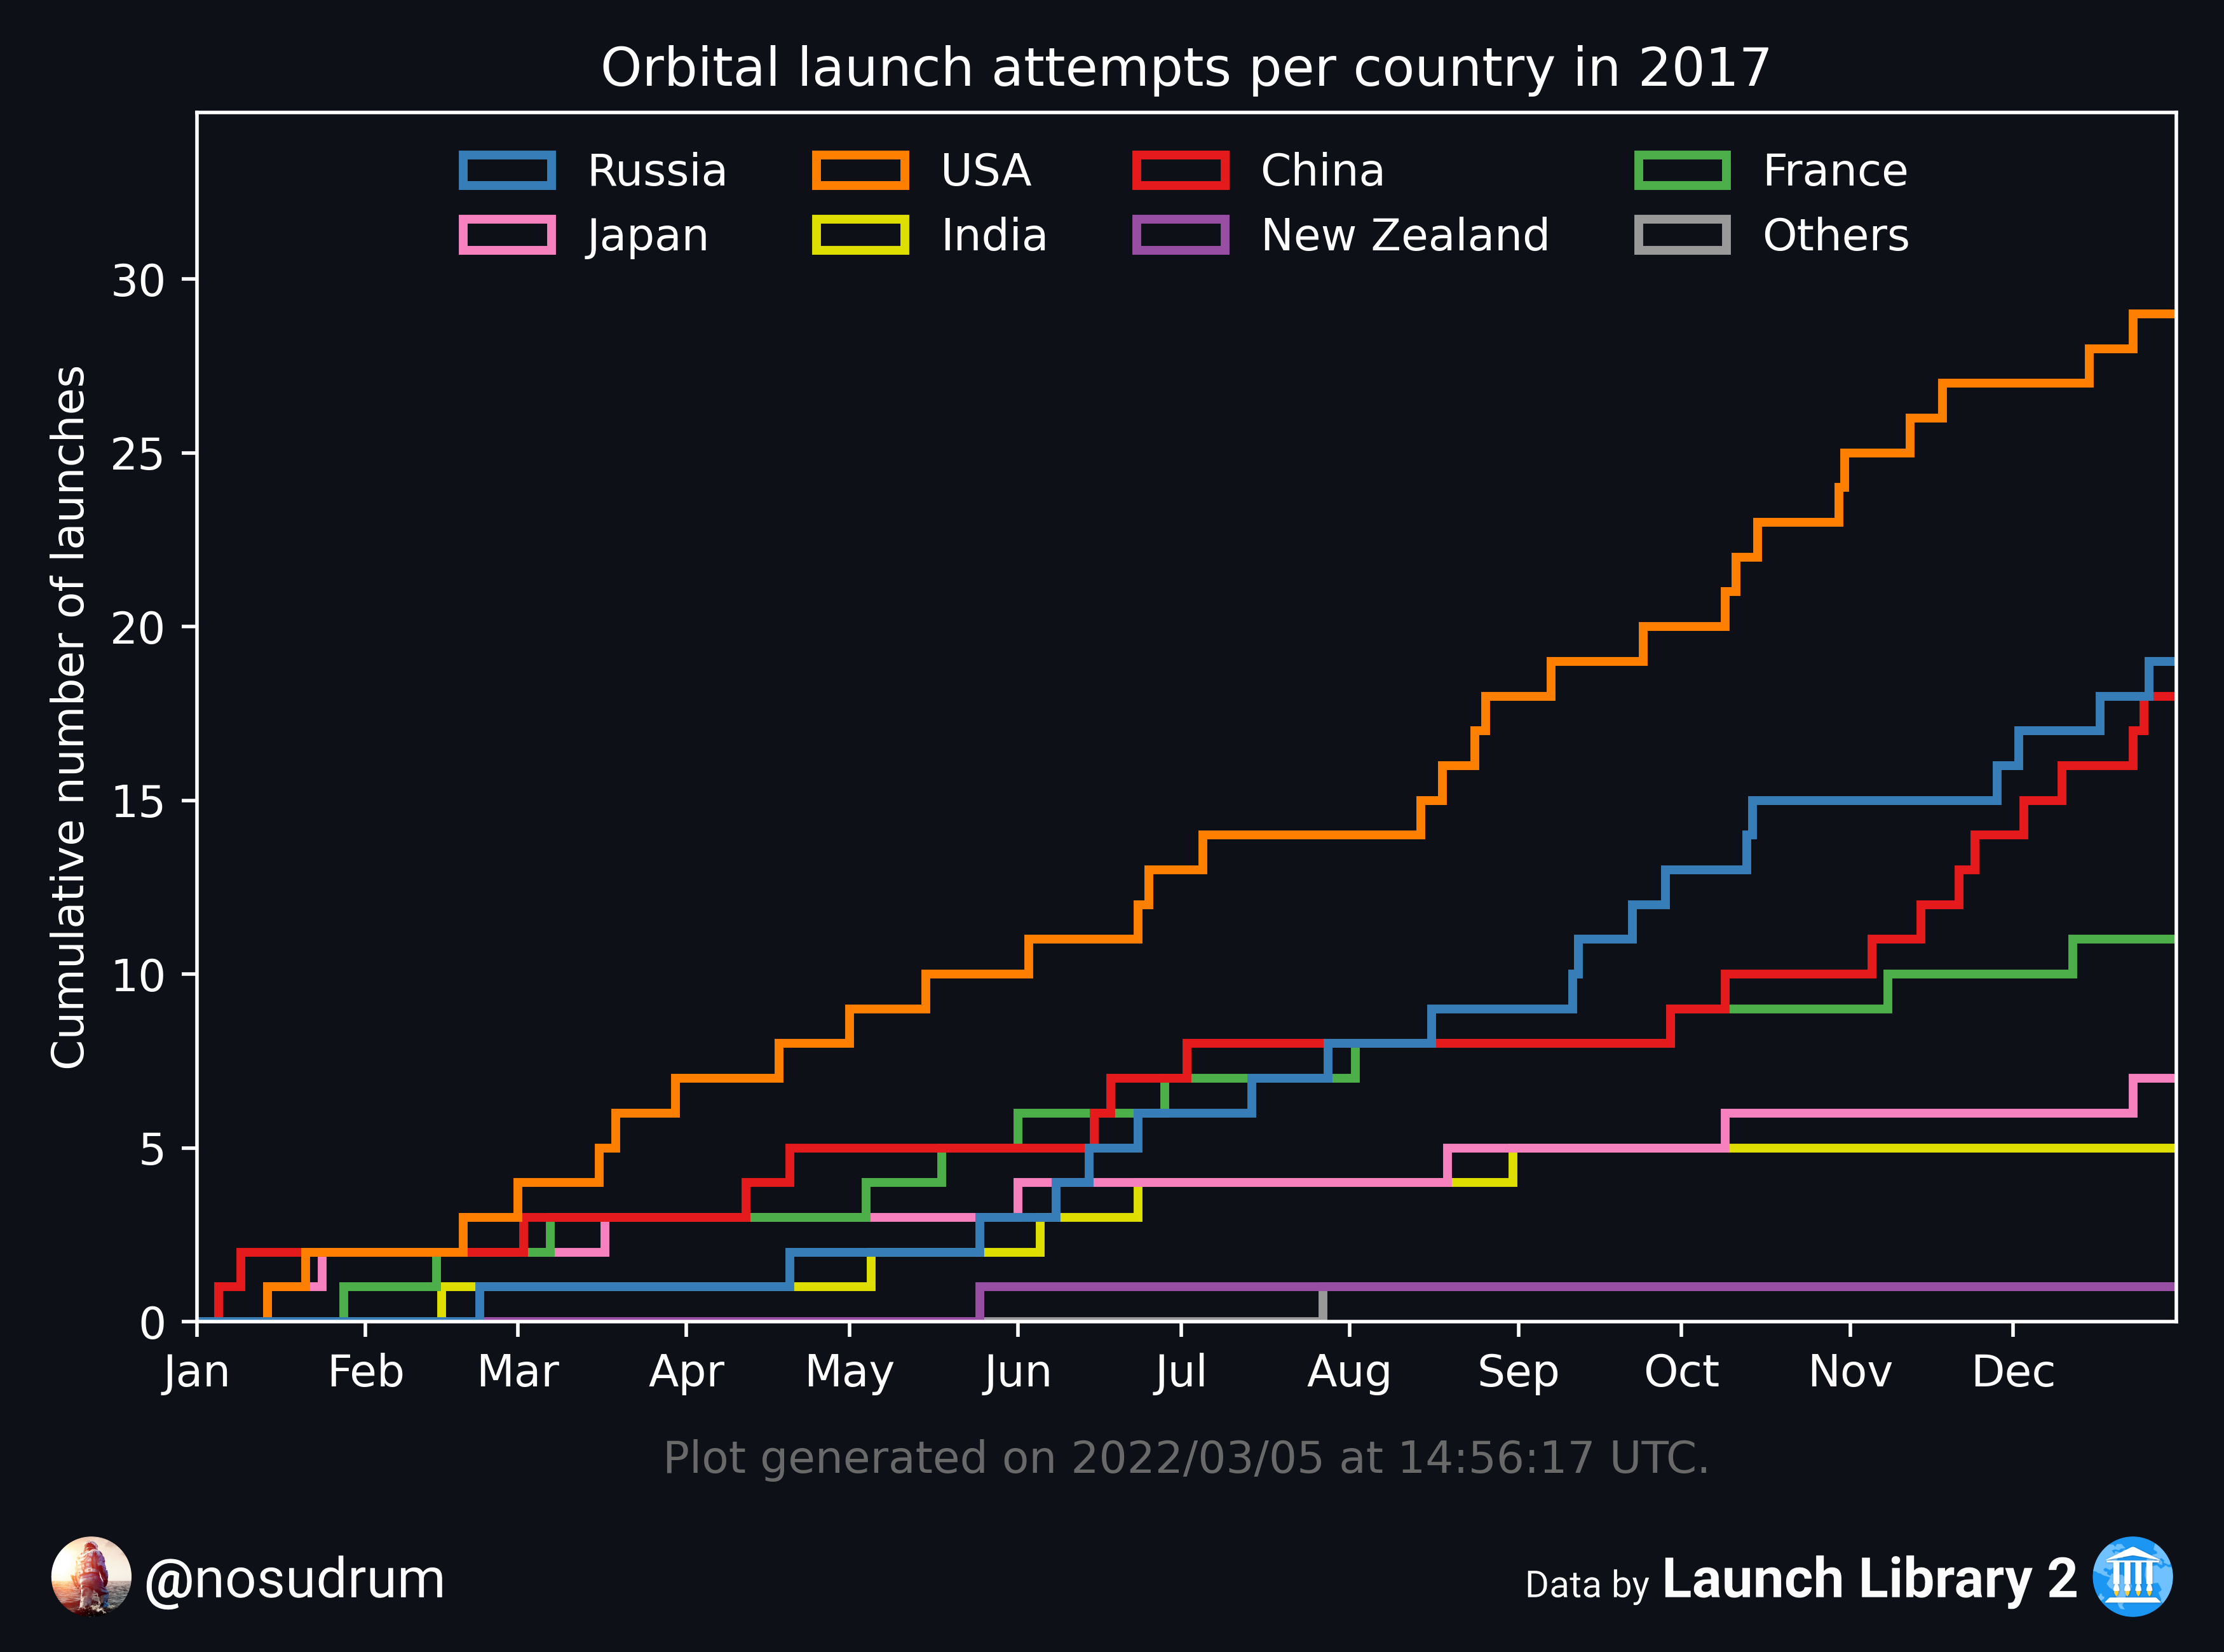 Orbital launch attempts per country in 2017
Russia USA China France
Japan India New Zealand Others
Cumulative number of launches
30
25
20
15
10
5
0
Jan Feb Mar Apr May Jun Jul Aug Sep Oct Nov Dec
Plot generated on 2022/03/05 at 14:56:17 UTC.
@nosudrum
Data by Launch Library 2